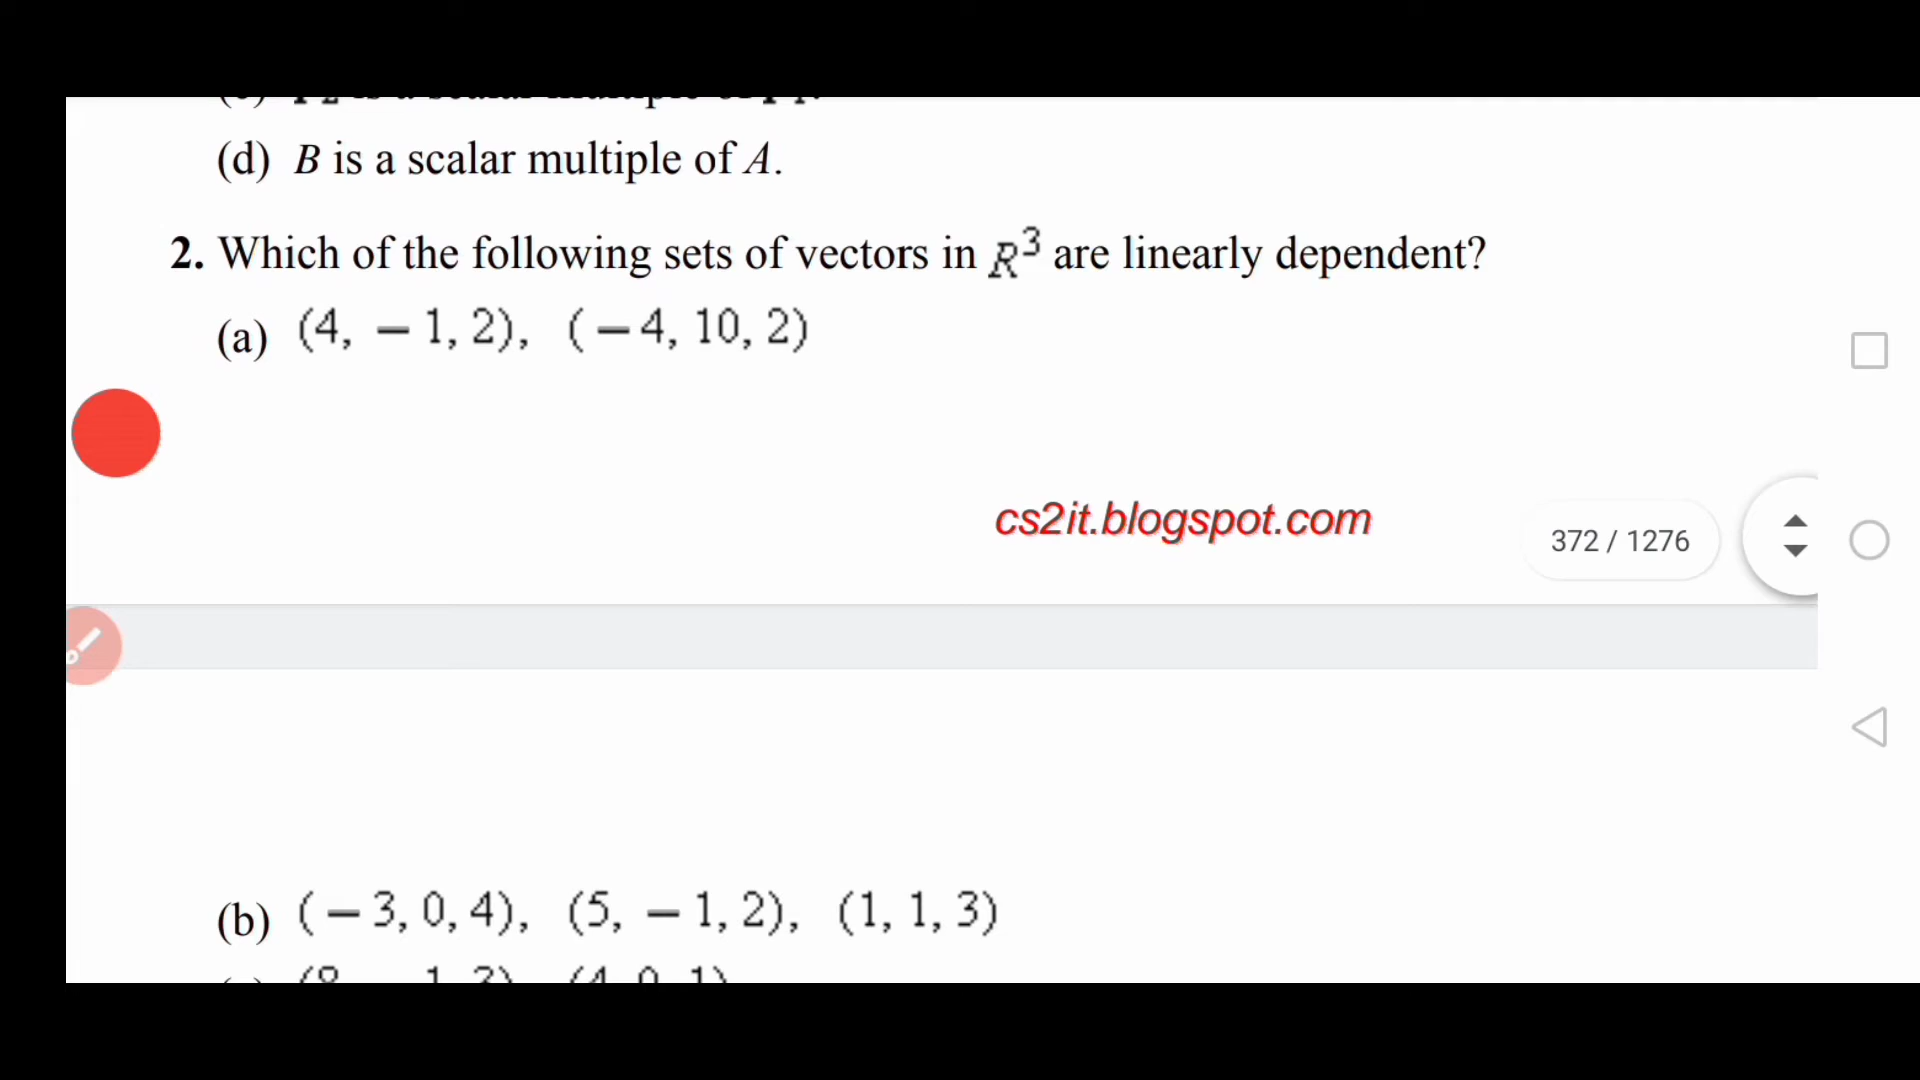 (d) B is a scalar multiple of A.
2. Which of the following sets of vectors in R³ are linearly dependent?
(a) (4, − 1, 2), (− 4, 10, 2)
cs2it.blogspot.com
372 / 1276
(b) (− 3, 0, 4), (5, − 1, 2), (1, 1, 3)